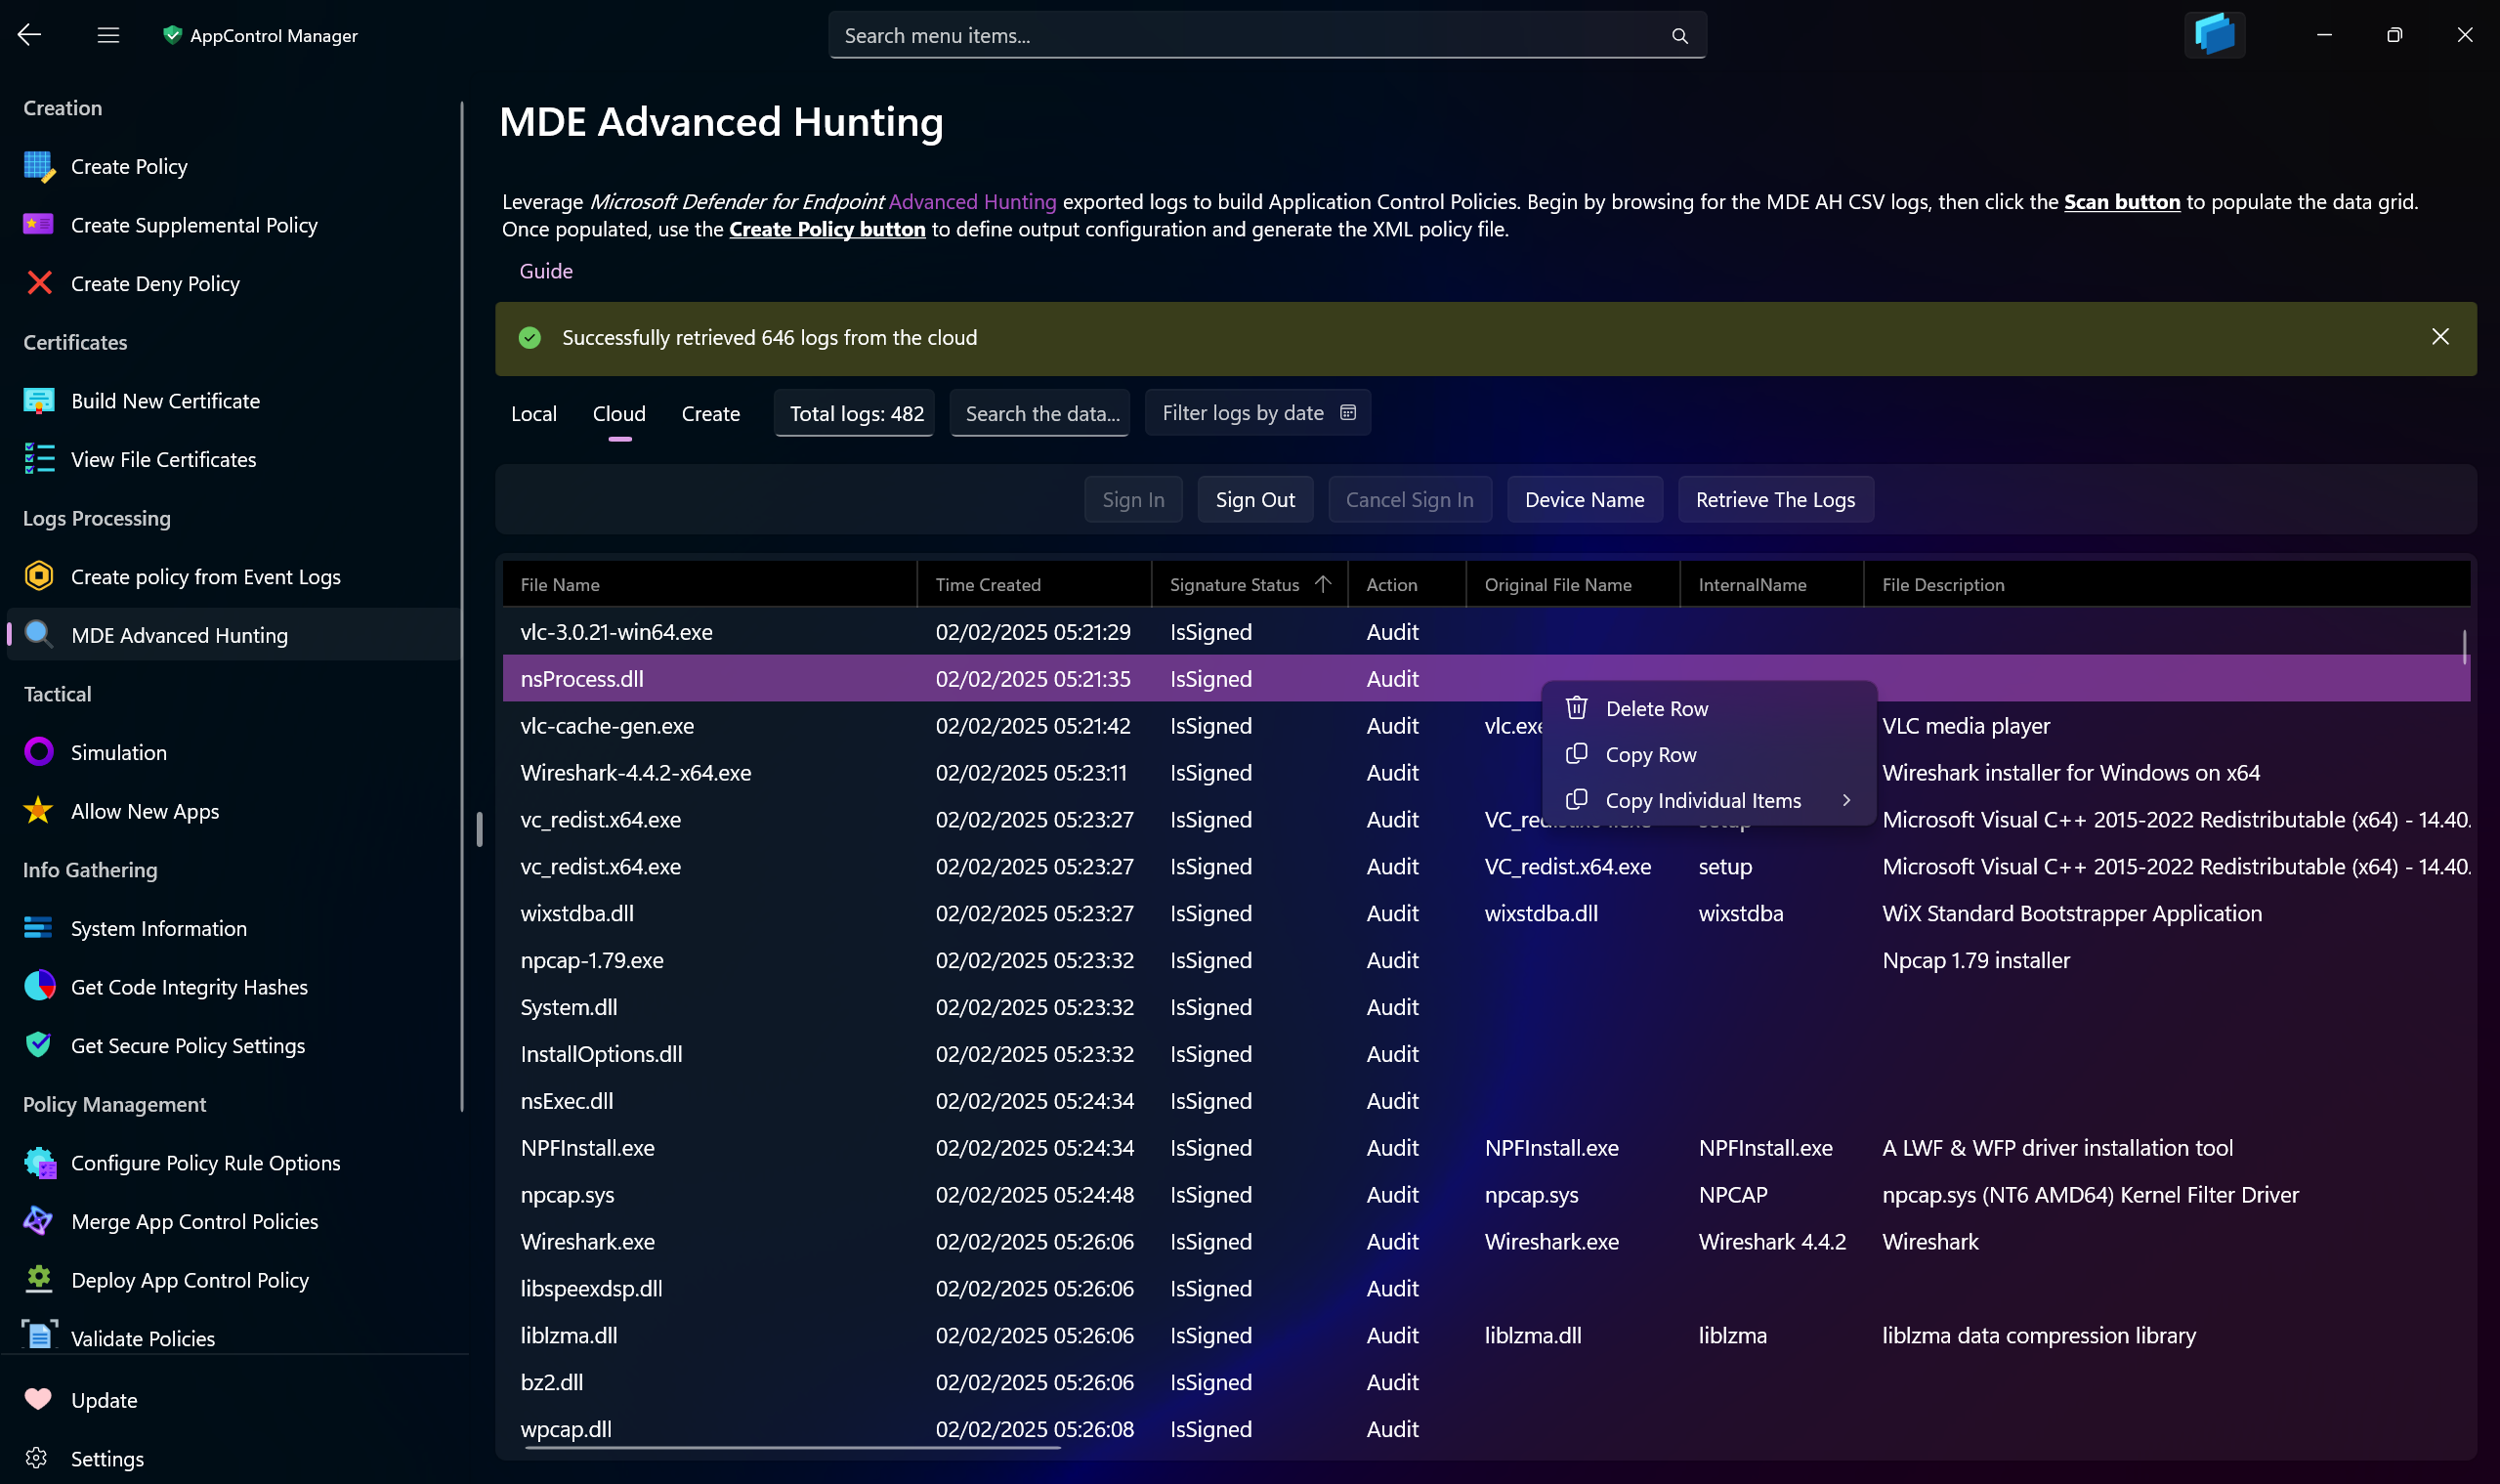 AppControl Manager
Search menu items...
Creation
Create Policy
Create Supplemental Policy
Create Deny Policy
Certificates
Build New Certificate
View File Certificates
Logs Processing
Create policy from Event Logs
MDE Advanced Hunting
Tactical
Simulation
Allow New Apps
Info Gathering
System Information
Get Code Integrity Hashes
Get Secure Policy Settings
Policy Management
Configure Policy Rule Options
Merge App Control Policies
Deploy App Control Policy
Validate Policies
Update
Settings
MDE Advanced Hunting
Leverage Microsoft Defender for Endpoint Advanced Hunting exported logs to build Application Control Policies. Begin by browsing for the MDE AH CSV logs, then click the Scan button to populate the data grid.
Once populated, use the Create Policy button to define output configuration and generate the XML policy file.
Guide
Successfully retrieved 646 logs from the cloud
Local Cloud Create Total logs: 482 Search the data... Filter logs by date
Sign In Sign Out Cancel Sign In Device Name Retrieve The Logs
File Name Time Created Signature Status Action Original File Name InternalName File Description
vlc-3.0.21-win64.exe 02/02/2025 05:21:29 IsSigned Audit
nsProcess.dll 02/02/2025 05:21:35 IsSigned Audit
vlc-cache-gen.exe 02/02/2025 05:21:42 IsSigned Audit vlc.exe VLC media player
Wireshark-4.4.2-x64.exe 02/02/2025 05:23:11 IsSigned Audit Wireshark installer for Windows on x64
vc_redist.x64.exe 02/02/2025 05:23:27 IsSigned Audit VC_redist.x64.exe setup Microsoft Visual C++ 2015-2022 Redistributable (x64) - 14.40.
vc_redist.x64.exe 02/02/2025 05:23:27 IsSigned Audit VC_redist.x64.exe setup Microsoft Visual C++ 2015-2022 Redistributable (x64) - 14.40.
wixstdba.dll 02/02/2025 05:23:27 IsSigned Audit wixstdba.dll wixstdba WiX Standard Bootstrapper Application
npcap-1.79.exe 02/02/2025 05:23:32 IsSigned Audit Npcap 1.79 installer
System.dll 02/02/2025 05:23:32 IsSigned Audit
InstallOptions.dll 02/02/2025 05:23:32 IsSigned Audit
nsExec.dll 02/02/2025 05:24:34 IsSigned Audit
NPFInstall.exe 02/02/2025 05:24:34 IsSigned Audit NPFInstall.exe NPFInstall.exe A LWF & WFP driver installation tool
npcap.sys 02/02/2025 05:24:48 IsSigned Audit npcap.sys NPCAP npcap.sys (NT6 AMD64) Kernel Filter Driver
Wireshark.exe 02/02/2025 05:26:06 IsSigned Audit Wireshark.exe Wireshark 4.4.2 Wireshark
libspeexdsp.dll 02/02/2025 05:26:06 IsSigned Audit
liblzma.dll 02/02/2025 05:26:06 IsSigned Audit liblzma.dll liblzma liblzma data compression library
bz2.dll 02/02/2025 05:26:06 IsSigned Audit
wpcap.dll 02/02/2025 05:26:08 IsSigned Audit
Delete Row
Copy Row
Copy Individual Items